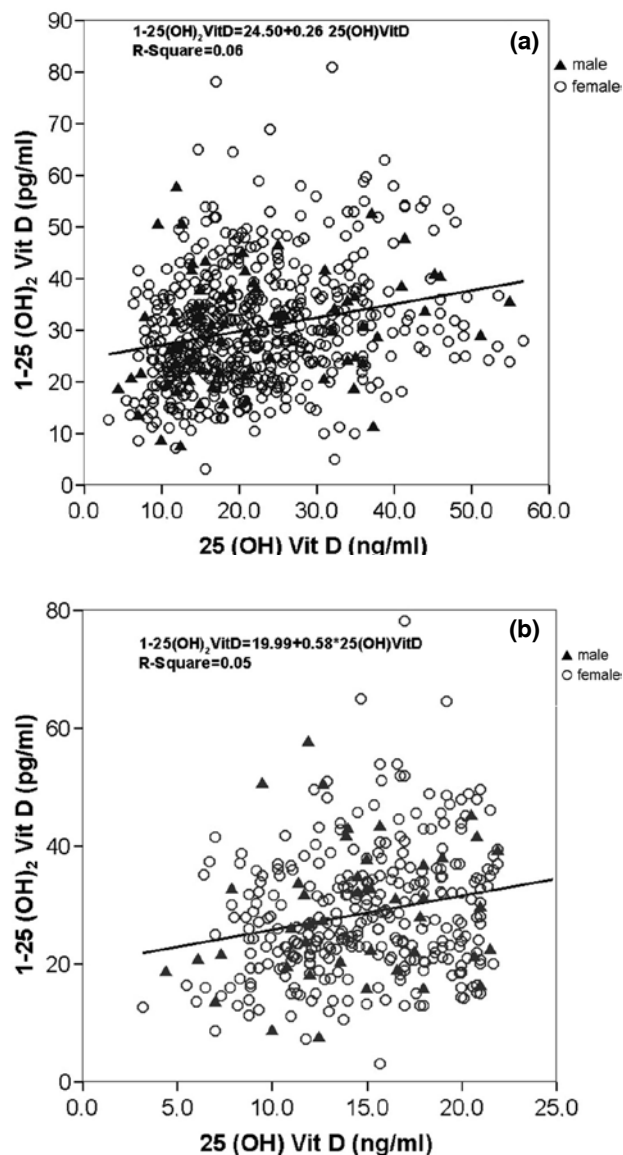 1-25(OH)₂VitD=24.50+0.26 25(OH)VitD
R-Square=0.06
(a)
▲ male
○ female
1-25 (OH)₂ Vit D (pg/ml)
90
80
70
60
50
40
30
20
10
0
0.0 10.0 20.0 30.0 40.0 50.0 60.0
25 (OH) Vit D (ng/ml)
1-25(OH)₂VitD=19.99+0.58*25(OH)VitD
R-Square=0.05
(b)
▲ male
○ female
1-25 (OH)₂ Vit D (pg/ml)
80
60
40
20
0
0.0 5.0 10.0 15.0 20.0 25.0
25 (OH) Vit D (ng/ml)